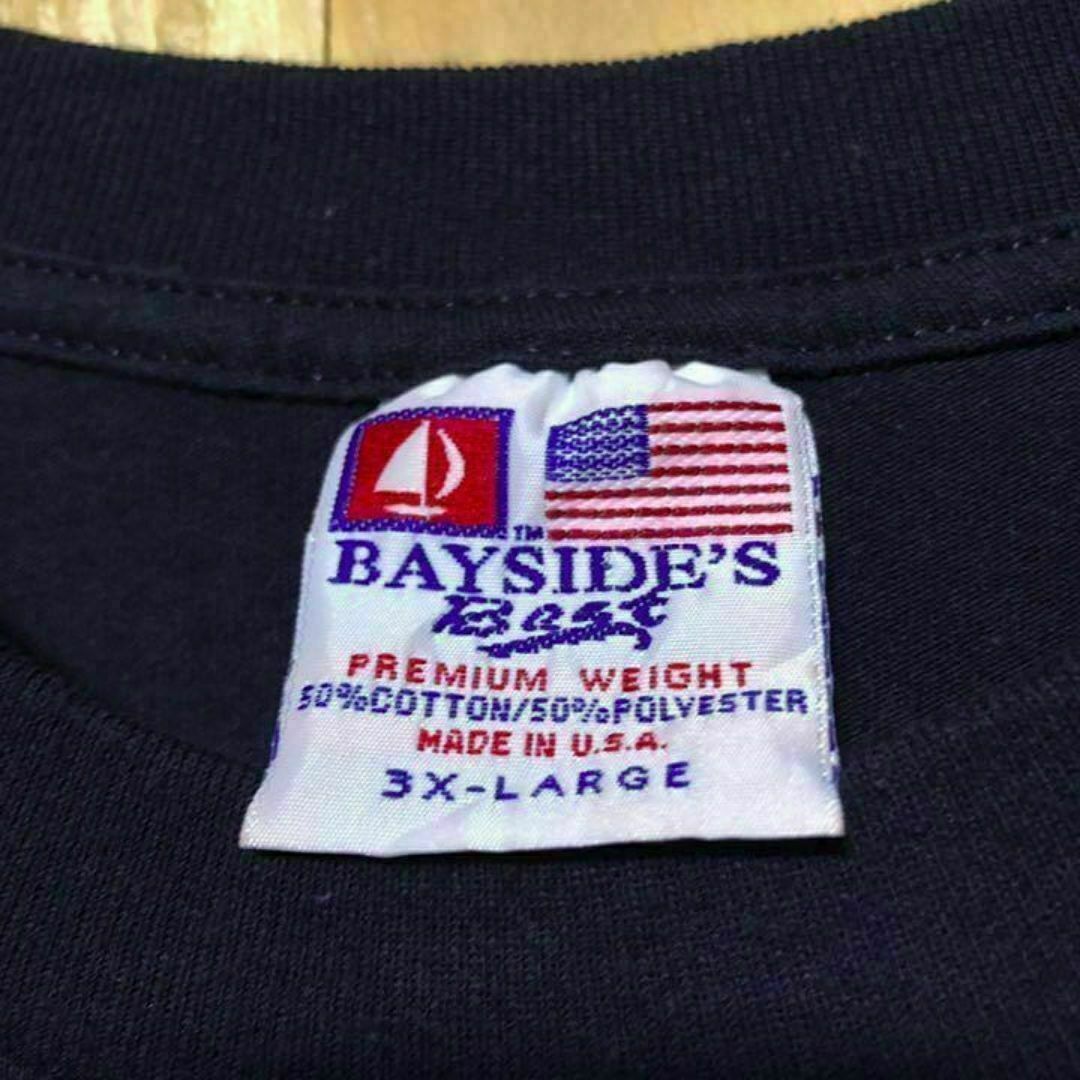 TM
BAYSIDE'S
Best
PREMIUM WEIGHT
50%COTTON/50%POLYESTER
MADE IN U.S.A.
3X-LARGE